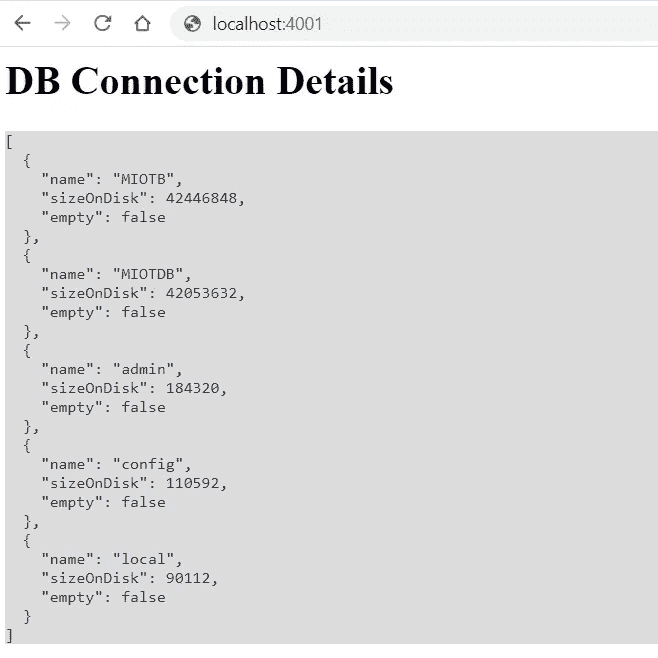 localhost:4001
DB Connection Details
[
  {
    "name": "MIOTB",
    "sizeOnDisk": 42446848,
    "empty": false
  },
  {
    "name": "MIOTDB",
    "sizeOnDisk": 42053632,
    "empty": false
  },
  {
    "name": "admin",
    "sizeOnDisk": 184320,
    "empty": false
  },
  {
    "name": "config",
    "sizeOnDisk": 110592,
    "empty": false
  },
  {
    "name": "local",
    "sizeOnDisk": 90112,
    "empty": false
  }
]